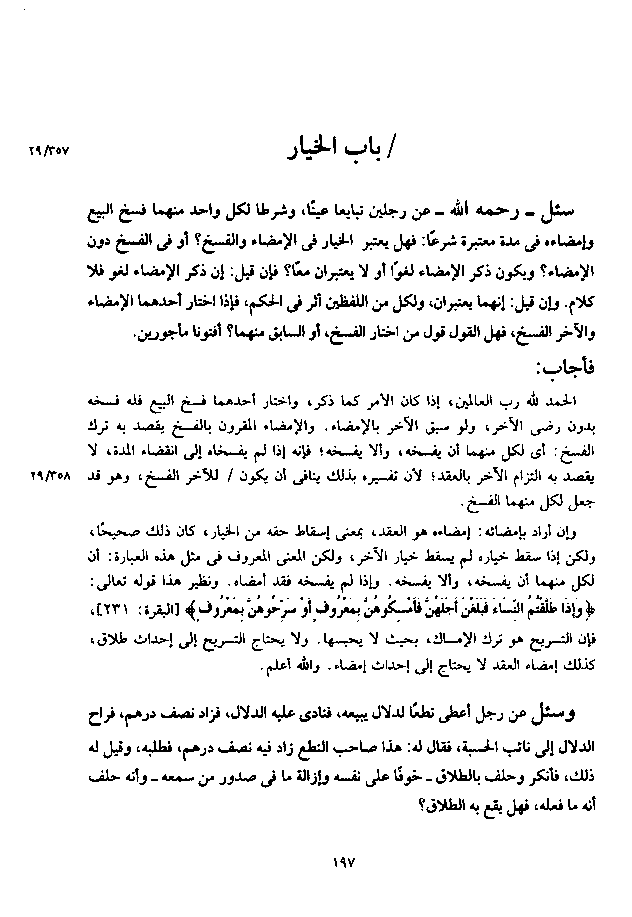 ٢٩/٣٥٧
/ باب الخيار
سئل ـ رحمه الله ـ عن رجلين تبايعا عينًا، وشرطا لكل واحد منهما فسخ البيع
وإمضاءه فى مدة معتبرة شرعًا: فهل يعتبر الخيار فى الإمضاء والفسخ؟ أو فى الفسخ دون
الإمضاء؟ ويكون ذكر الإمضاء لغوًا أو لا يعتبران معًا؟ فإن قيل: إن ذكر الإمضاء لغو فلا
كلام. وإن قيل: إنهما يعتبران، ولكل من اللفظين أثر فى الحكم، فإذا اختار أحدهما الإمضاء
والآخر الفسخ، فهل القول قول من اختار الفسخ، أو السابق منهما؟ أفتونا مأجورين.
فأجاب:
الحمد لله رب العالمين، إذا كان الأمر كما ذكر، واختار أحدهما فسخ البيع فله فسخه
بدون رضى الآخر، ولو سبق الآخر بالإمضاء. والإمضاء المقرون بالفسخ يقصد به ترك
الفسخ: أى لكل منهما أن يفسخه، وألا يفسخه؛ فإنه إذا لم يفسخاه إلى انقضاء المدة، لا
يقصد به التزام الآخر بالعقد؛ لأن تفسيره بذلك ينافى أن يكون / للآخر الفسخ، وهو قد
٢٩/٣٥٨
جعل لكل منهما الفسخ.
وإن أراد بإمضائه: إمضاءه هو العقد، بمعنى إسقاط حقه من الخيار، كان ذلك صحيحًا،
ولكن إذا سقط خياره لم يسقط خيار الآخر، ولكن المعنى المعروف فى مثل هذه العبارة: أن
لكل منهما أن يفسخه، وألا يفسخه. وإذا لم يفسخه فقد أمضاه. ونظير هذا قوله تعالى:
﴿وَإِذَا طَلَّقْتُمُ النِّسَاءَ فَبَلَغْنَ أَجَلَهُنَّ فَأَمْسِكُوهُنَّ بِمَعْرُوفٍ أَوْ سَرِّحُوهُنَّ بِمَعْرُوفٍ﴾ [البقرة: ٢٣١]،
فإن التسريح هو ترك الإمساك، بحيث لا يحبسها. ولا يحتاج التسريح إلى إحداث طلاق،
كذلك إمضاء العقد لا يحتاج إلى إحداث إمضاء. والله أعلم.
وسئل عن رجل أعطى نطعًا لدلال يبيعه، فنادى عليه الدلال، فزاد نصف درهم، فراح
الدلال إلى نائب الحسبة، فقال له: هذا صاحب النطع زاد فيه نصف درهم، فطلبه، وقيل له
ذلك، فأنكر وحلف بالطلاق ـ خوفًا على نفسه وإزالة ما فى صدور من سمعه ـ وأنه حلف
أنه ما فعله، فهل يقع به الطلاق؟
١٩٧